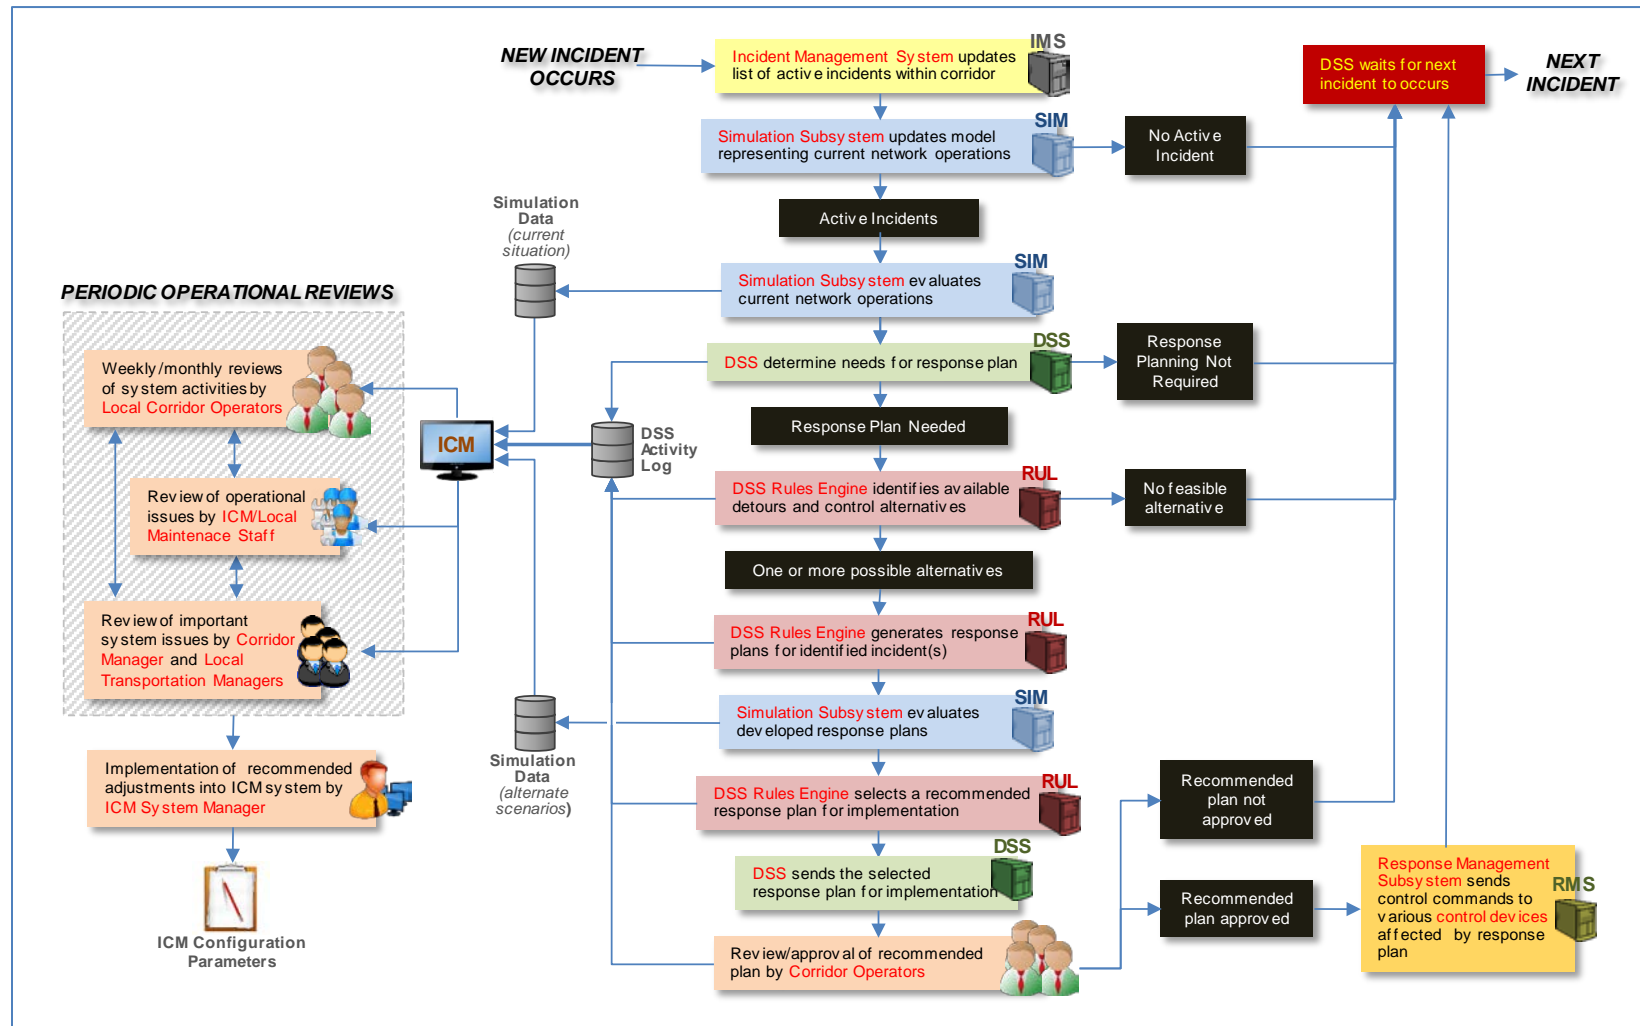 NEW INCIDENT
OCCURS
Incident Management System updates
list of active incidents within corridor
IMS
DSS waits for next
incident to occurs
NEXT
INCIDENT
Simulation Subsystem updates model
representing current network operations
SIM
No Active
Incident
Active Incidents
Simulation
Data
(current
situation)
Simulation Subsystem evaluates
current network operations
SIM
PERIODIC OPERATIONAL REVIEWS
Weekly/monthly reviews
of system activities by
Local Corridor Operators
DSS determine needs for response plan
DSS
Response
Planning Not
Required
Response Plan Needed
ICM
DSS
Activity
Log
DSS Rules Engine identifies available
detours and control alternatives
RUL
No feasible
alternative
Review of operational
issues by ICM/Local
Maintenace Staff
One or more possible alternatives
Review of important
system issues by Corridor
Manager and Local
Transportation Managers
DSS Rules Engine generates response
plans for identified incident(s)
RUL
Simulation Subsystem evaluates
developed response plans
SIM
Simulation
Data
(alternate
scenarios)
Implementation of recommended
adjustments into ICM system by
ICM System Manager
DSS Rules Engine selects a recommended
response plan for implementation
RUL
Recommended
plan not
approved
DSS sends the selected
response plan for implementation
DSS
Recommended
plan approved
Response Management
Subsystem sends
control commands to
various control devices
affected by response
plan
RMS
ICM Configuration
Parameters
Review/approval of recommended
plan by Corridor Operators